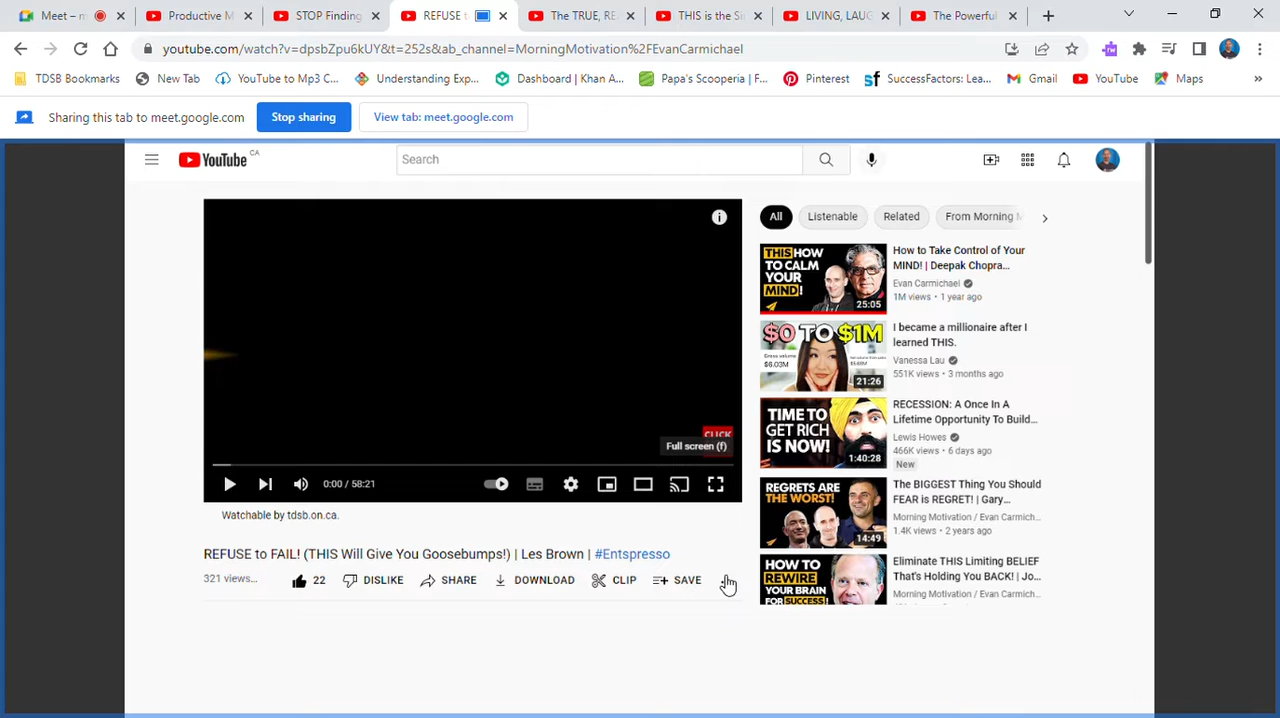 Meet – m
Productive M
STOP Finding
REFUSE t
The TRUE, RE
THIS is the Si
LIVING, LAUG
The Powerful
youtube.com/watch?v=dpsbZpu6kUY&t=252s&ab_channel=MorningMotivation%2FEvanCarmichael
TDSB Bookmarks
New Tab
YouTube to Mp3 C...
Understanding Exp...
Dashboard | Khan A...
Papa's Scooperia | F...
Pinterest
SuccessFactors: Lea...
Gmail
YouTube
Maps
»
Sharing this tab to meet.google.com
Stop sharing
View tab: meet.google.com
YouTube CA
Search
All
Listenable
Related
From Morning M
CLICK
Full screen (f)
0:00 / 58:21
Watchable by tdsb.on.ca.
REFUSE to FAIL! (THIS Will Give You Goosebumps!) | Les Brown | #Entspresso
321 views...
22
DISLIKE
SHARE
DOWNLOAD
CLIP
SAVE
THIS HOW
TO CALM
YOUR
MIND!
25:05
How to Take Control of Your
MIND! | Deepak Chopra...
Evan Carmichael
1M views • 1 year ago
$0 TO $1M
Gross volume
$6.03M
21:26
I became a millionaire after I
learned THIS.
Vanessa Lau
551K views • 3 months ago
TIME TO
GET RICH
IS NOW!
1:40:28
RECESSION: A Once In A
Lifetime Opportunity To Build...
Lewis Howes
466K views • 6 days ago
New
REGRETS ARE
THE WORST!
14:49
The BIGGEST Thing You Should
FEAR is REGRET! | Gary...
Morning Motivation / Evan Carmich...
1.4K views • 2 years ago
HOW TO
REWIRE
YOUR BRAIN
FOR SUCCESS!
Eliminate THIS Limiting BELIEF
That's Holding You BACK! | Jo...
Morning Motivation / Evan Carmich...